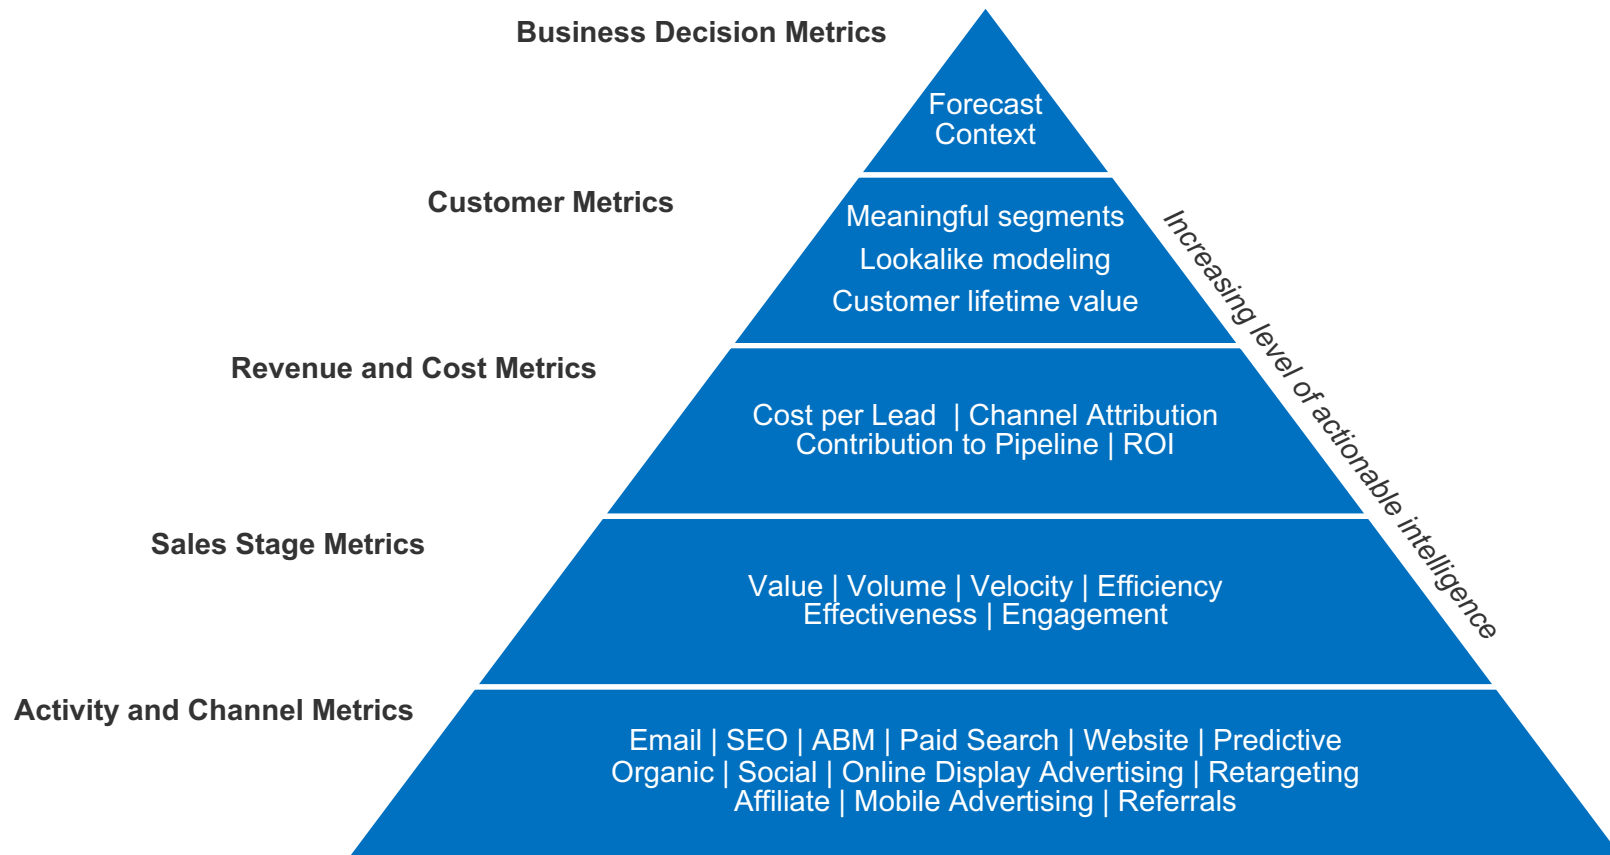 Business Decision Metrics
Forecast
Context
Customer Metrics
Meaningful segments
Lookalike modeling
Customer lifetime value
Increasing level of actionable intelligence
Revenue and Cost Metrics
Cost per Lead | Channel Attribution
Contribution to Pipeline | ROI
Sales Stage Metrics
Value | Volume | Velocity | Efficiency
Effectiveness | Engagement
Activity and Channel Metrics
Email | SEO | ABM | Paid Search | Website | Predictive
Organic | Social | Online Display Advertising | Retargeting
Affiliate | Mobile Advertising | Referrals